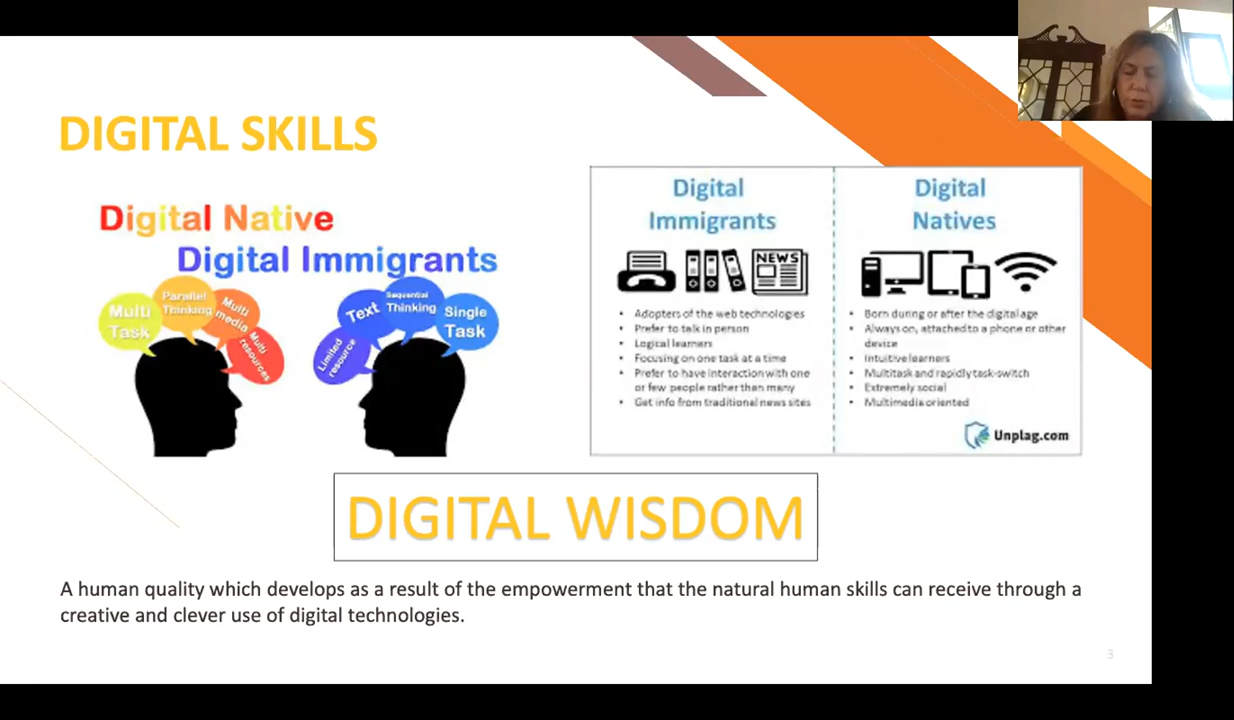 DIGITAL SKILLS
Digital Native
Digital Immigrants
Multi
Task
Parallel
Thinking
Multi
media
Multi
resources
Limited
resource
Text
Sequential
Thinking
Single
Task
Digital
Immigrants
NEWS
• Adopters of the web technologies
• Prefer to talk in person
• Logical learners
• Focusing on one task at a time
• Prefer to have interaction with one
or few people rather than many
• Get info from traditional news sites
Digital
Natives
• Born during or after the digital age
• Always on, attached to a phone or other
device
• Intuitive learners
• Multitask and rapidly task-switch
• Extremely social
• Multimedia oriented
Unplag.com
DIGITAL WISDOM
A human quality which develops as a result of the empowerment that the natural human skills can receive through a
creative and clever use of digital technologies.
3